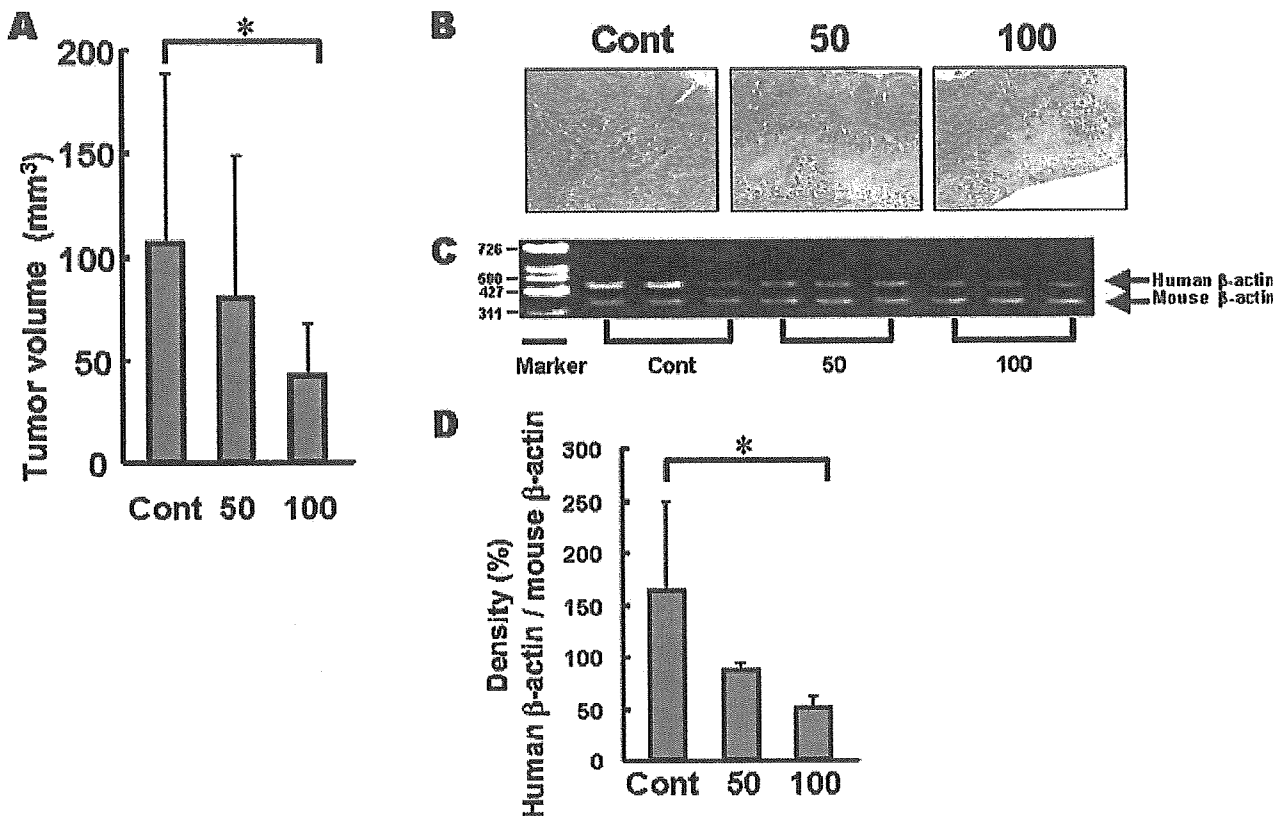 A
*
200
150
100
50
0
Tumor volume (mm³)
Cont 50 100
B
Cont 50 100
C
726
500
427
311
Human β-actin
Mouse β-actin
Marker Cont 50 100
D
*
300
250
200
150
100
50
0
Density (%)
Human β-actin / mouse β-actin
Cont 50 100